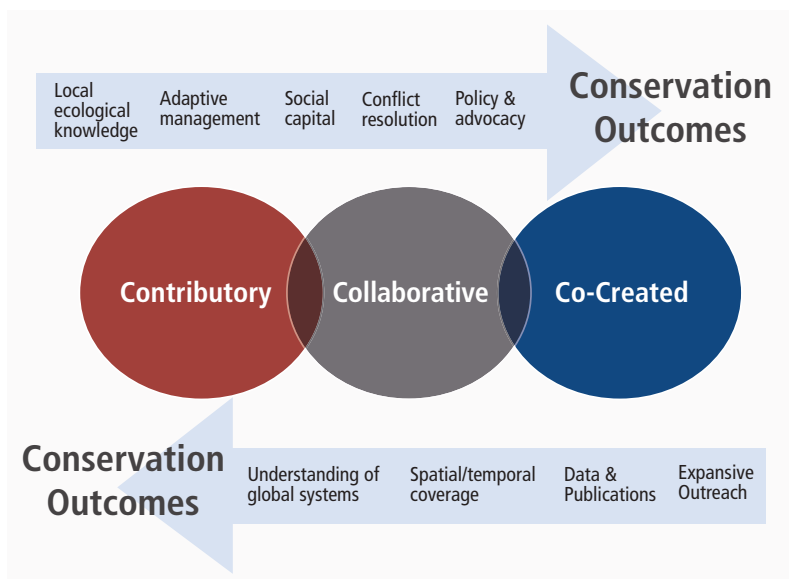 Local
ecological
knowledge
Adaptive
management
Social
capital
Conflict
resolution
Policy &
advocacy
Conservation
Outcomes
Contributory
Collaborative
Co-Created
Conservation
Outcomes
Understanding of
global systems
Spatial/temporal
coverage
Data &
Publications
Expansive
Outreach